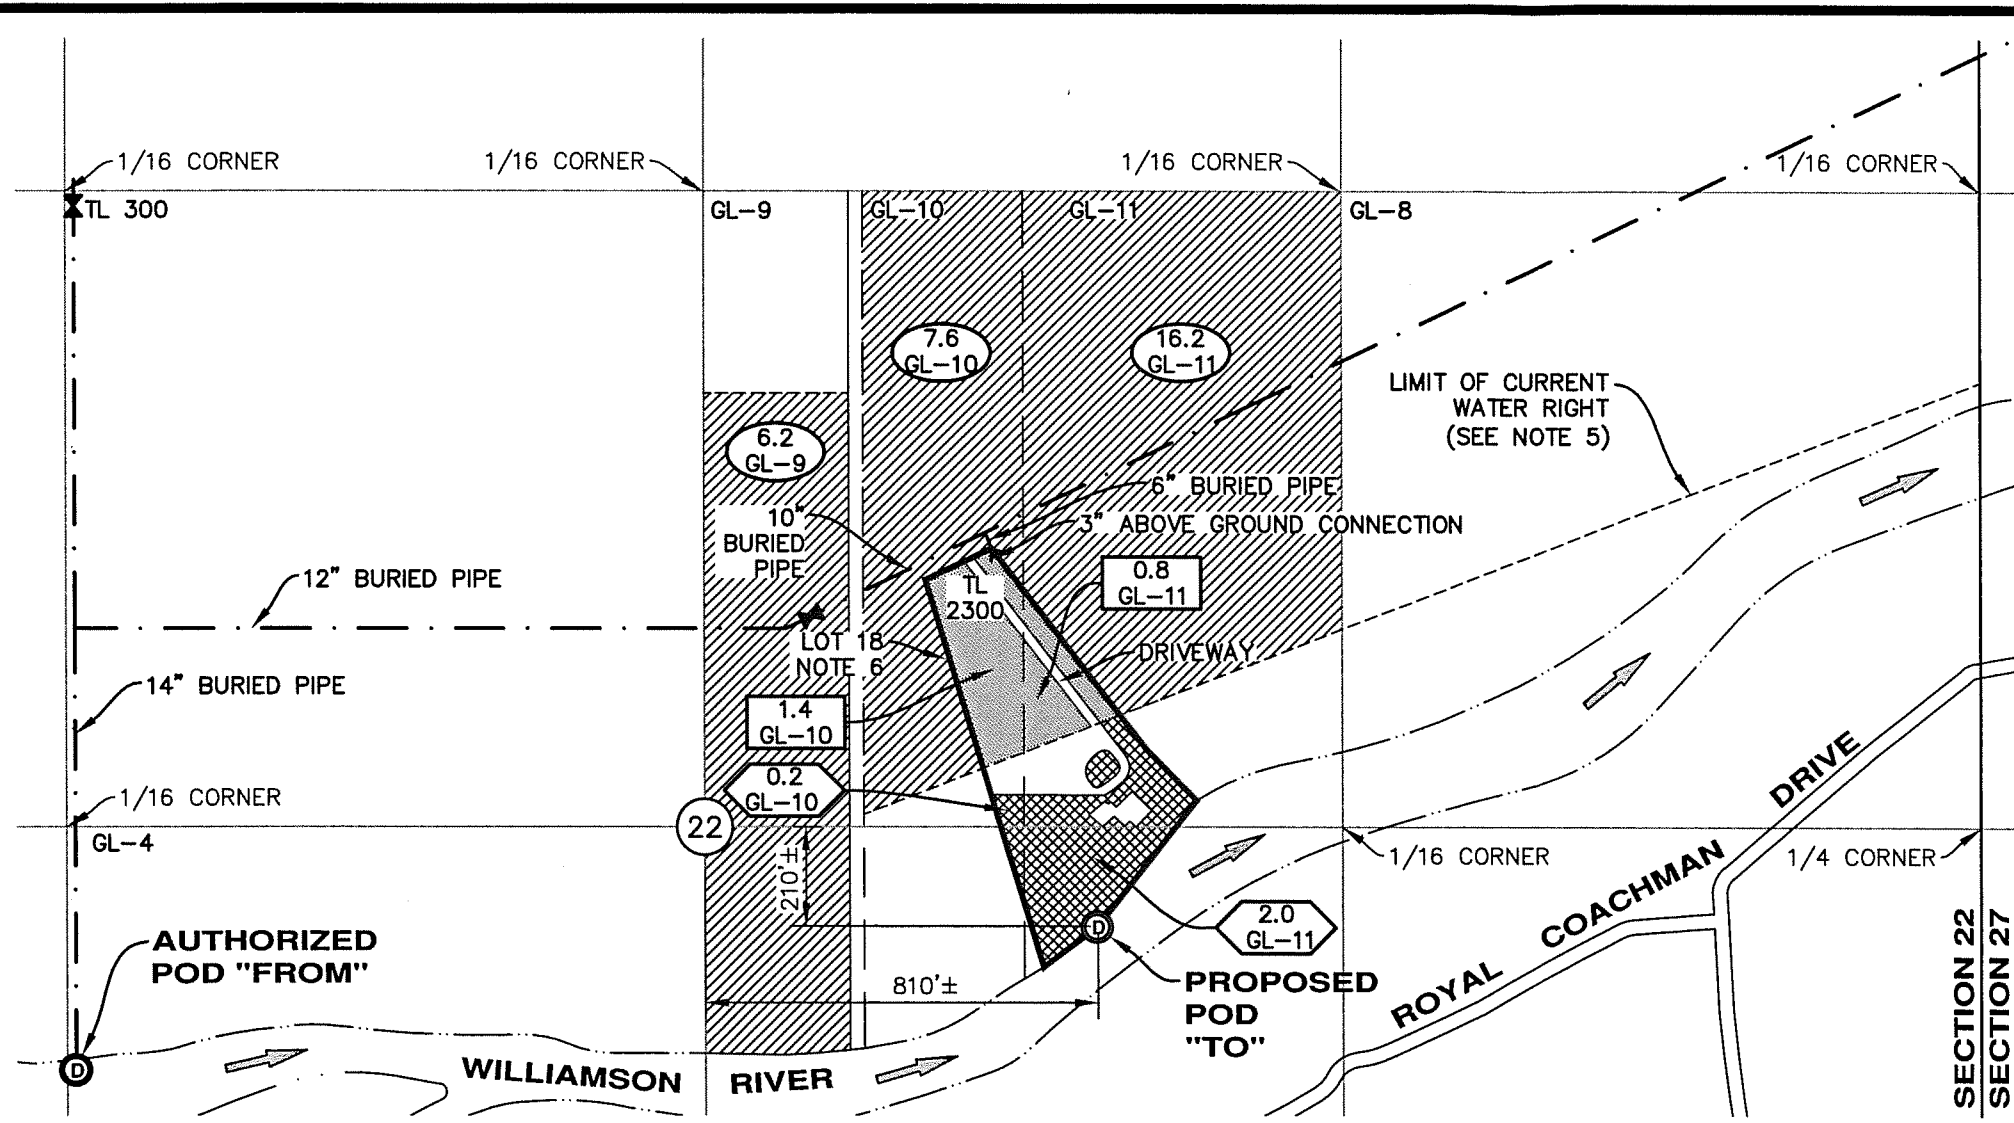 1/16 CORNER
1/16 CORNER
1/16 CORNER
1/16 CORNER
TL 300
GL-9
GL-10
GL-11
GL-8
7.6
GL-10
16.2
GL-11
LIMIT OF CURRENT
WATER RIGHT
(SEE NOTE 5)
6.2
GL-9
6" BURIED PIPE
10"
BURIED
PIPE
3" ABOVE GROUND CONNECTION
12" BURIED PIPE
TL
2300
0.8
GL-11
LOT 18
NOTE 6
DRIVEWAY
14" BURIED PIPE
1.4
GL-10
0.2
GL-10
1/16 CORNER
22
GL-4
210'±
1/16 CORNER
1/4 CORNER
ROYAL COACHMAN DRIVE
2.0
GL-11
D
AUTHORIZED
POD "FROM"
810'±
PROPOSED
POD
"TO"
D
WILLIAMSON RIVER
SECTION 22
SECTION 27